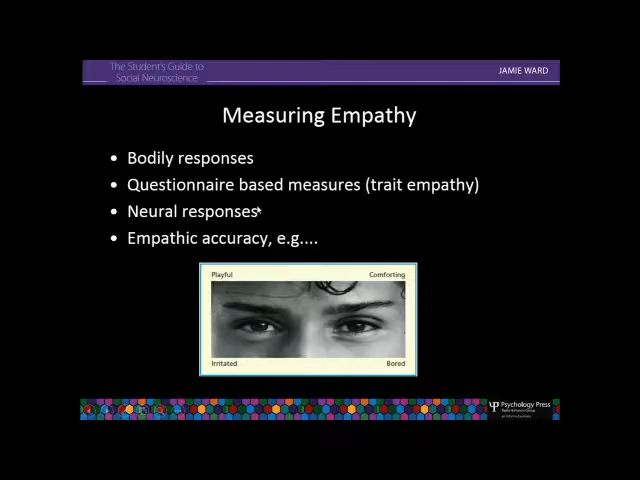 The Student's Guide to
Social Neuroscience
JAMIE WARD
Measuring Empathy
• Bodily responses
• Questionnaire based measures (trait empathy)
• Neural responses
• Empathic accuracy, e.g....
Playful Comforting
Irritated Bored
Psychology Press